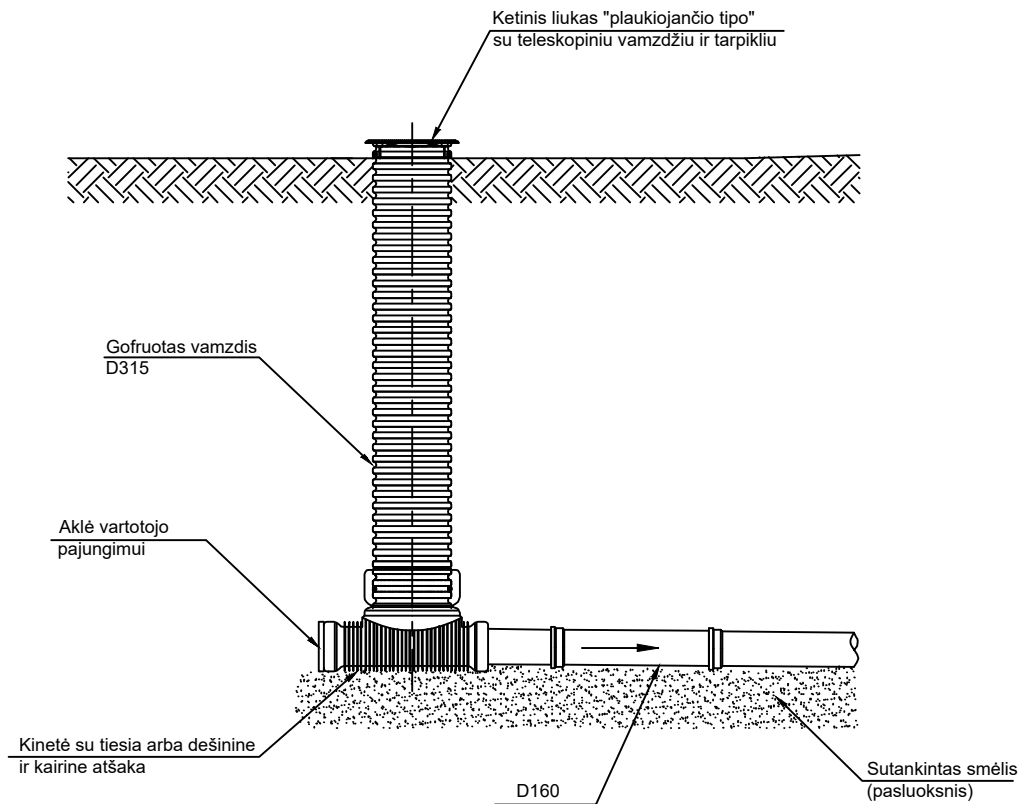 Ketinis liukas "plaukiojančio tipo"
su teleskopiniu vamzdžiu ir tarpikliu
Gofruotas vamzdis
D315
Aklė vartotojo
pajungimui
Kinetė su tiesia arba dešinine
ir kairine atšaka
D160
Sutankintas smėlis
(pasluoksnis)